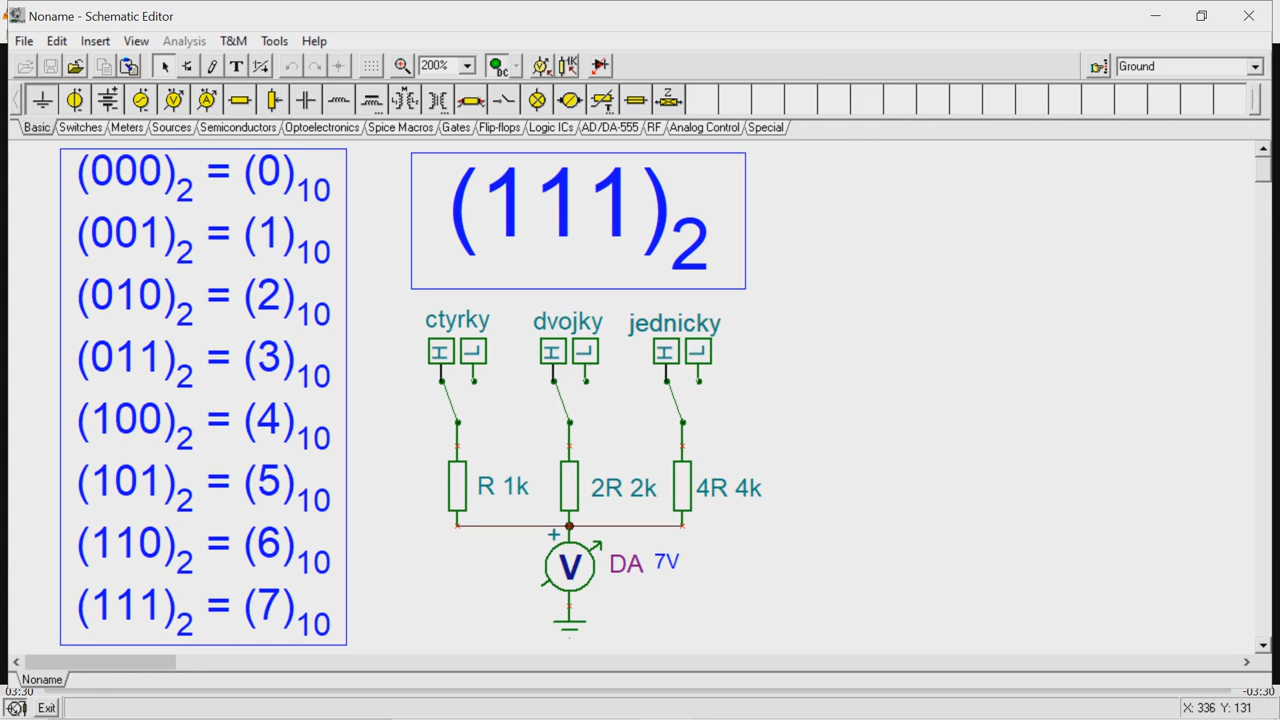 Noname - Schematic Editor
File Edit Insert View Analysis T&M Tools Help
T 200% DC Ground
Basic Switches Meters Sources Semiconductors Optoelectronics Spice Macros Gates Flip-flops Logic ICs AD/DA-555 RF Analog Control Special
(000)2 = (0)10
(001)2 = (1)10
(010)2 = (2)10
(011)2 = (3)10
(100)2 = (4)10
(101)2 = (5)10
(110)2 = (6)10
(111)2 = (7)10
(111)2
ctyrky dvojky jednicky
H L H L H L
R 1k 2R 2k 4R 4k
+
V DA 7V
Noname
03:30 -03:30
Exit X: 336 Y: 131